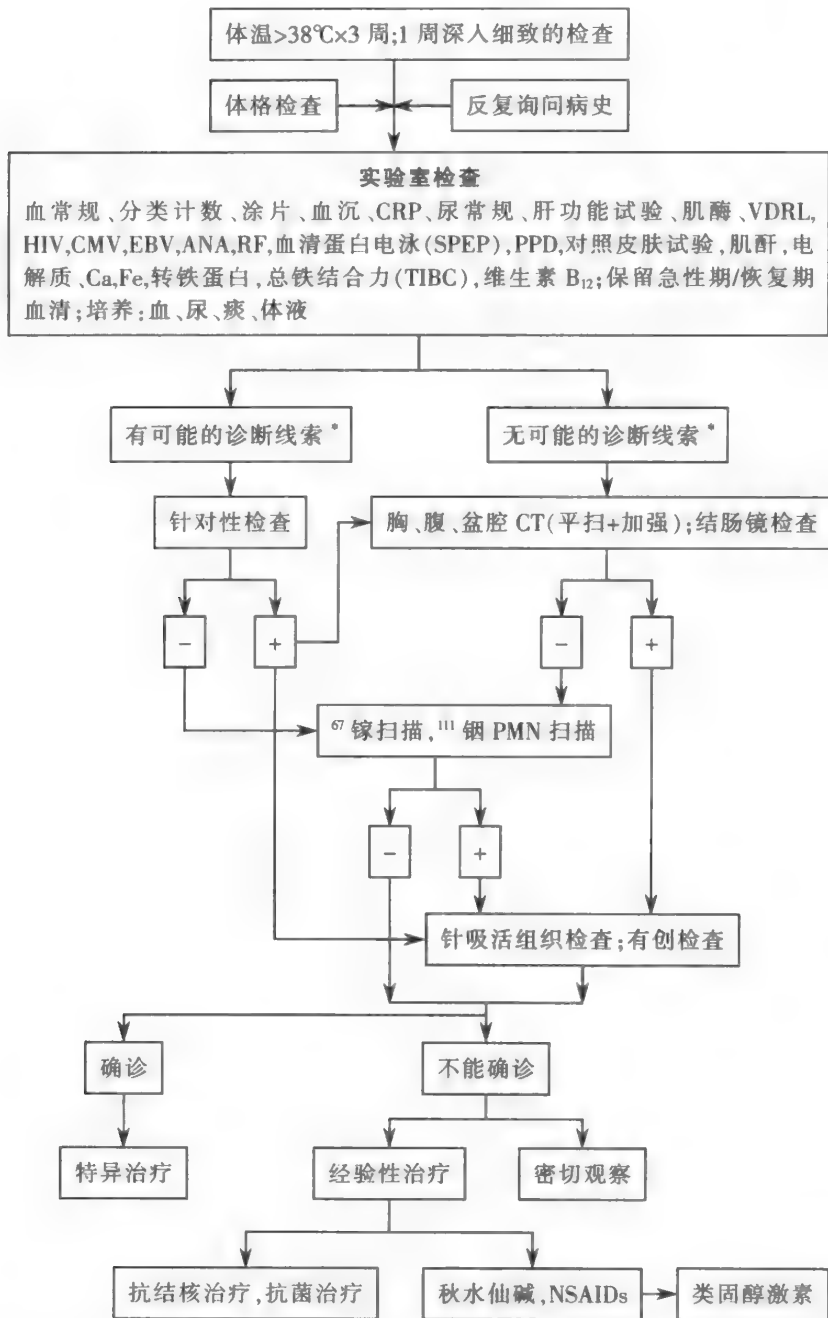 体温>38℃×3 周;1 周深人细致的检查
体格检查
反复询问病史
实验室检查
血常规、分类计数、涂片、血沉、CRP、尿常规、肝功能试验、肌酶、VDRL,
HIV,CMV,EBV,ANA,RF,血清蛋白电泳(SPEP),PPD,对照皮肤试验,肌酐,电
解质、Ca,Fe,转铁蛋白,总铁结合力(TIBC),维生素 B₁₂;保留急性期/恢复期
血清;培养:血、尿、痰、体液
有可能的诊断线索*
无可能的诊断线索*
针对性检查
胸、腹、盆腔 CT(平扫+加强);结肠镜检查
-
+
-
+
⁶⁷镓扫描,¹¹¹铟 PMN 扫描
-
+
针吸活组织检查;有创检查
确诊
不能确诊
特异治疗
经验性治疗
密切观察
抗结核治疗,抗菌治疗
秋水仙碱,NSAIDs
类固醇激素